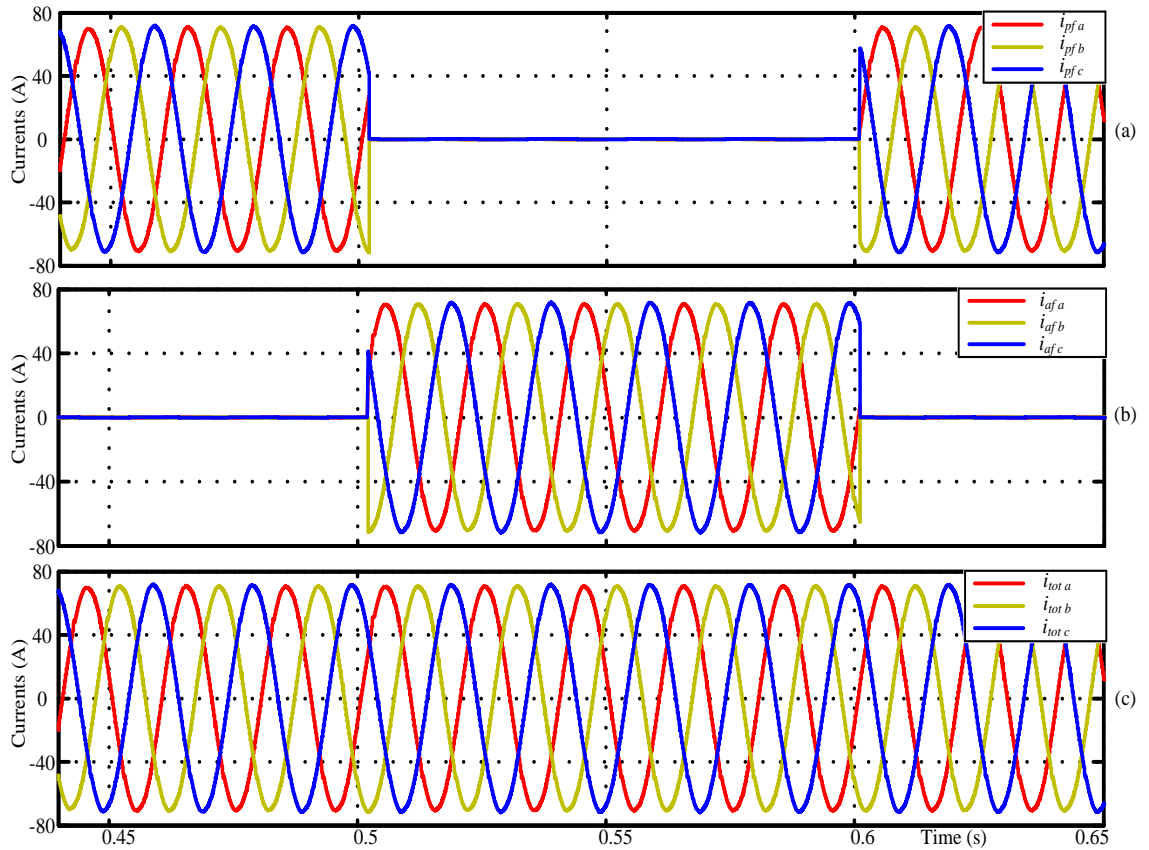 80
40
0
-40
-80
Currents (A)
i_pf a
i_pf b
i_pf c
(a)
80
40
0
-40
-80
Currents (A)
i_af a
i_af b
i_af c
(b)
80
40
0
-40
-80
Currents (A)
i_tot a
i_tot b
i_tot c
(c)
0.45 0.5 0.55 0.6 Time (s) 0.65